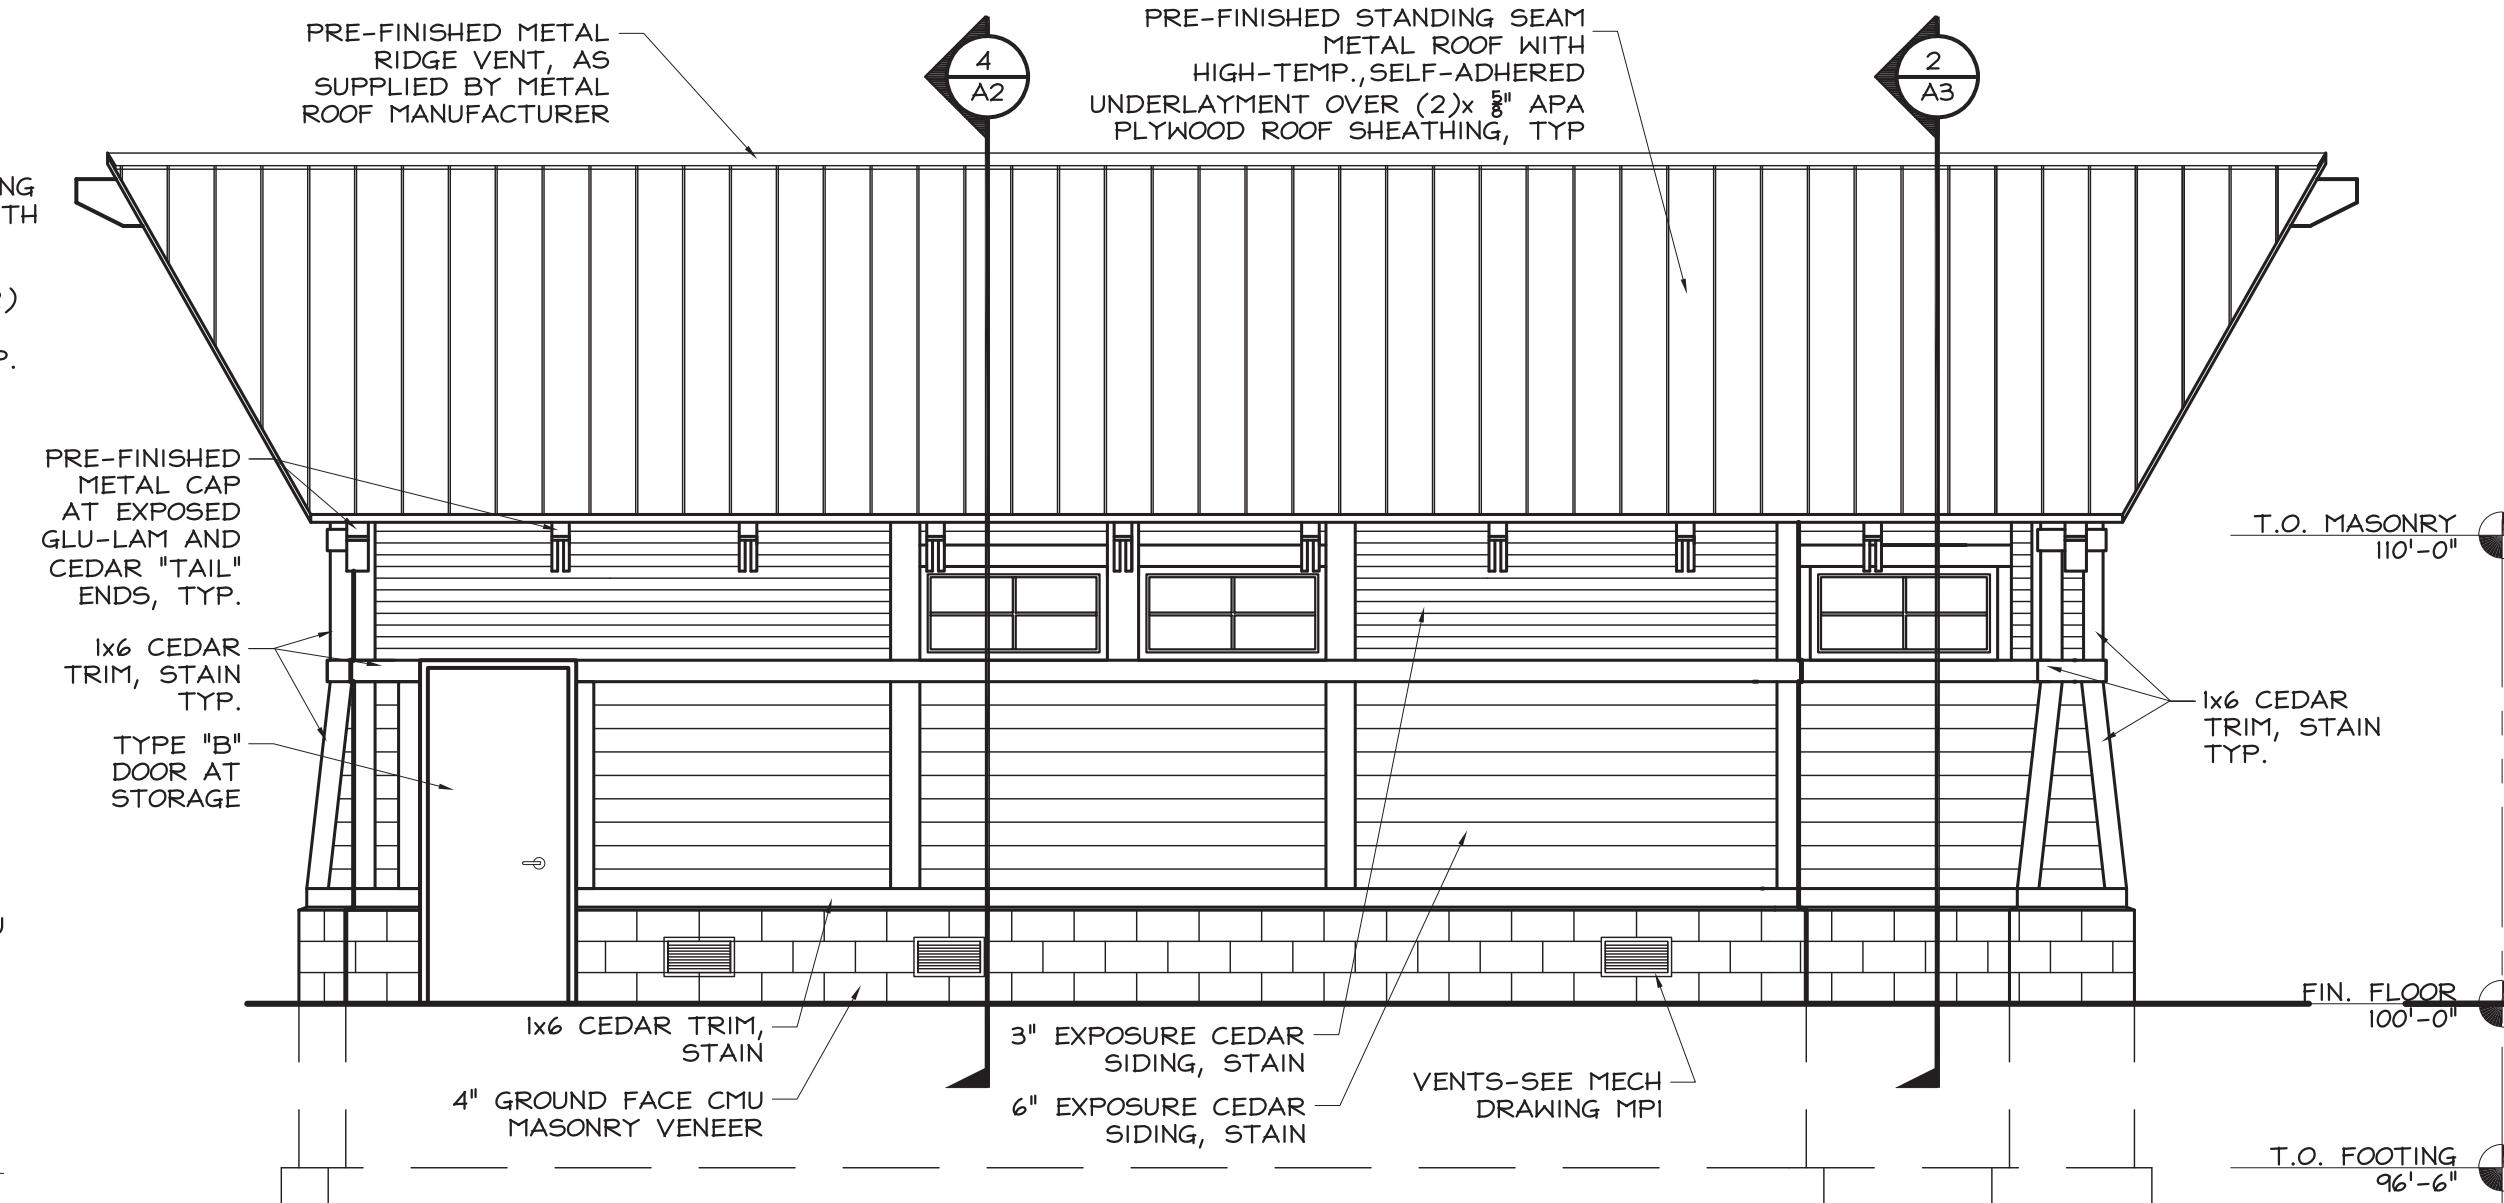 PRE-FINISHED METAL
RIDGE VENT, AS
SUPPLIED BY METAL
ROOF MANUFACTURER
4
A2
PRE-FINISHED STANDING SEAM
METAL ROOF WITH
HIGH-TEMP., SELF-ADHERED
UNDERLAYMENT OVER (2)x 5/8" APA
PLYWOOD ROOF SHEATHING, TYP
2
A3
NG
TH
)
P.
PRE-FINISHED
METAL CAP
AT EXPOSED
GLU-LAM AND
CEDAR "TAIL"
ENDS, TYP.
1x6 CEDAR
TRIM, STAIN
TYP.
TYPE "B"
DOOR AT
STORAGE
U
T.O. MASONRY
110'-0"
1x6 CEDAR
TRIM, STAIN
TYP.
FIN. FLOOR
100'-0"
1x6 CEDAR TRIM,
STAIN
4" GROUND FACE CMU
MASONRY VENEER
3" EXPOSURE CEDAR
SIDING, STAIN
6" EXPOSURE CEDAR
SIDING, STAIN
VENTS-SEE MECH
DRAWING MP1
T.O. FOOTING
96'-6"